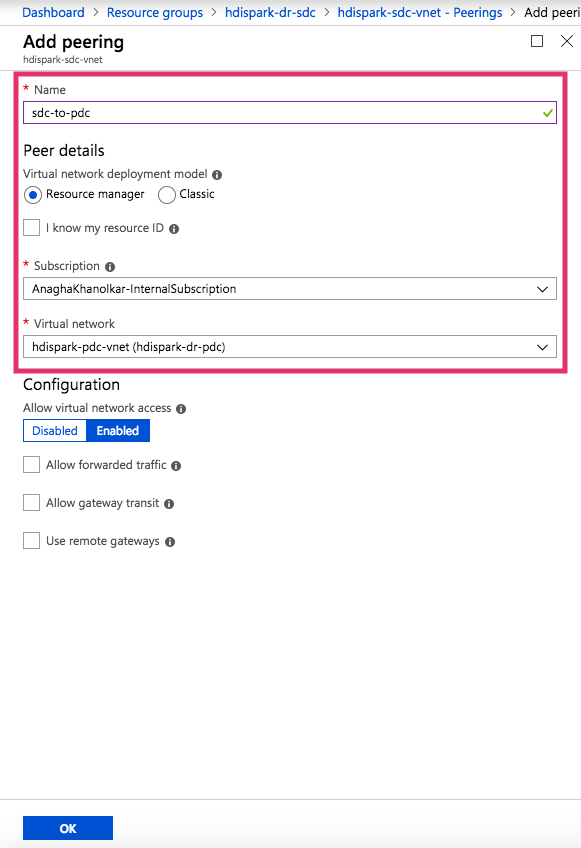 Dashboard > Resource groups > hdispark-dr-sdc > hdispark-sdc-vnet - Peerings > Add peeri
Add peering
hdispark-sdc-vnet
* Name
sdc-to-pdc
Peer details
Virtual network deployment model
Resource manager Classic
I know my resource ID
* Subscription
AnaghaKhanolkar-InternalSubscription
* Virtual network
hdispark-pdc-vnet (hdispark-dr-pdc)
Configuration
Allow virtual network access
Disabled Enabled
Allow forwarded traffic
Allow gateway transit
Use remote gateways
OK